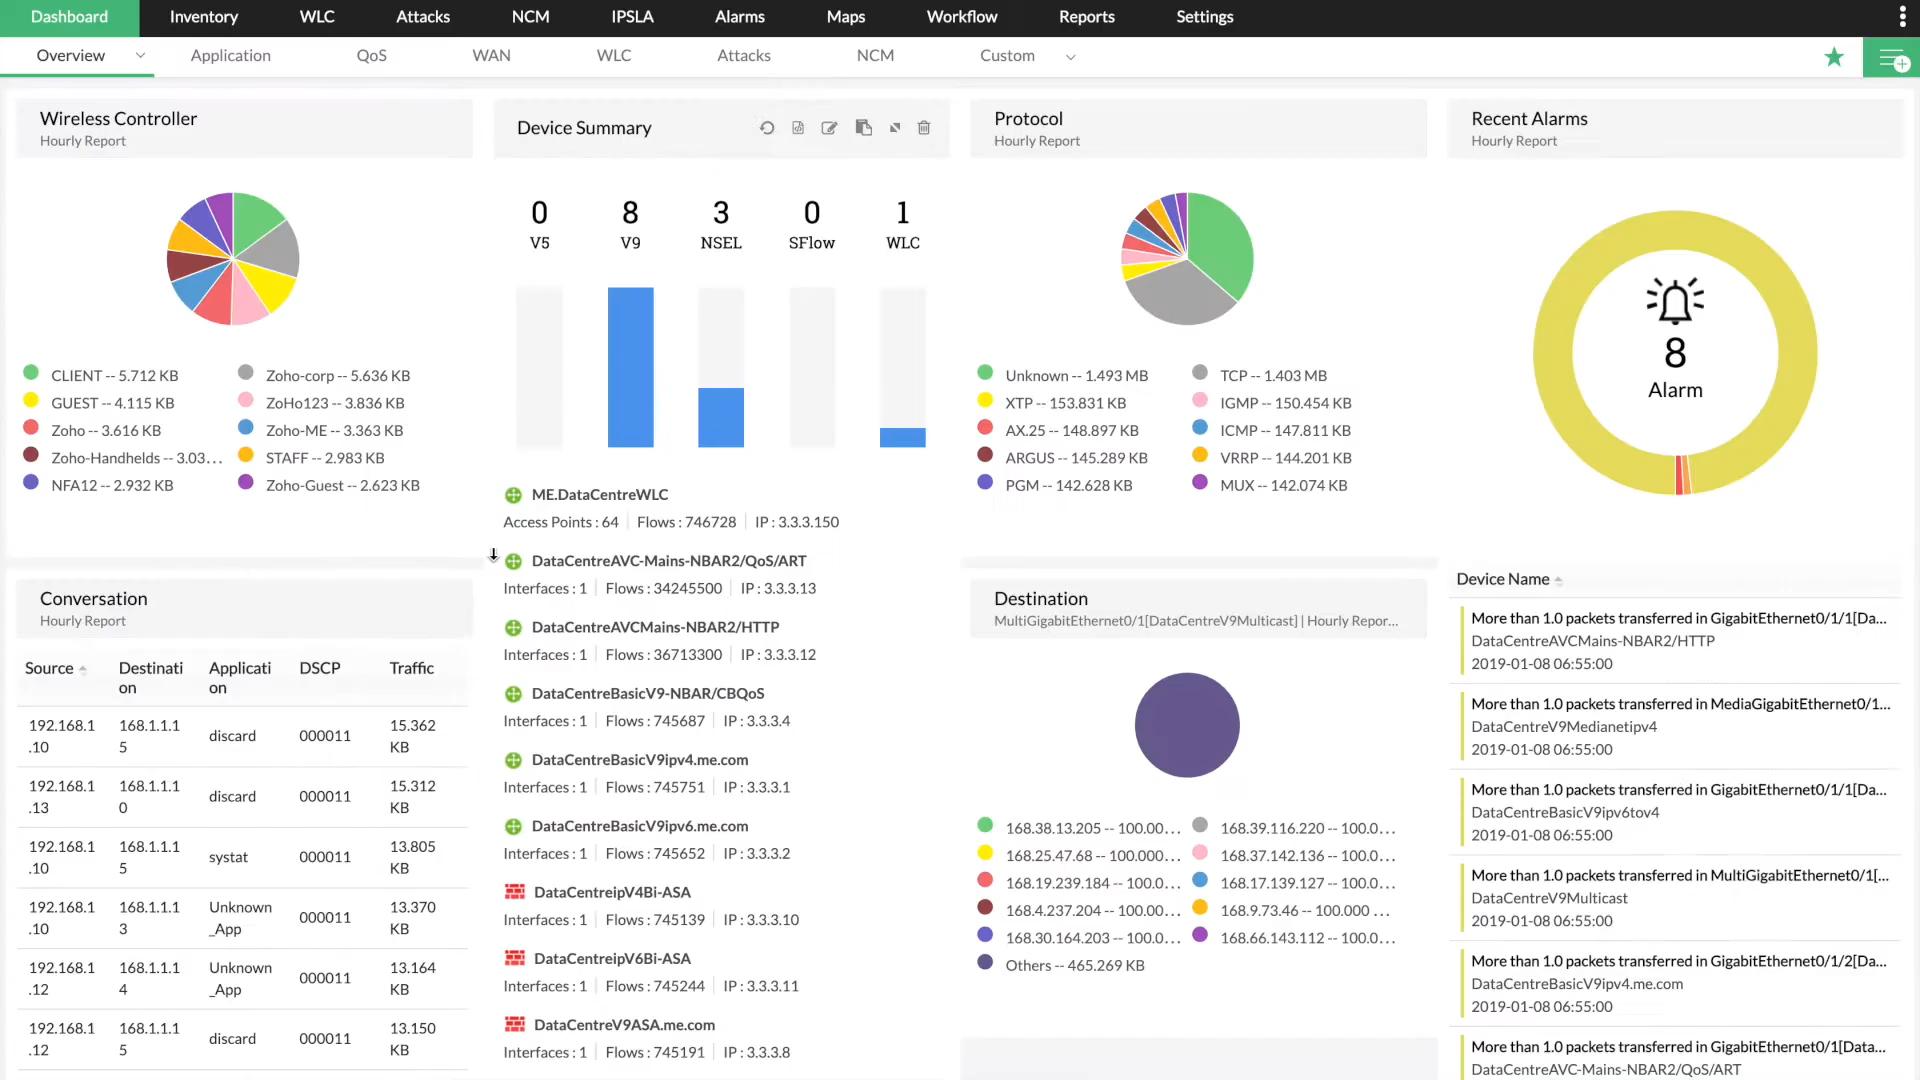 Dashboard Inventory WLC Attacks NCM IPSLA Alarms Maps Workflow Reports Settings
Overview Application QoS WAN WLC Attacks NCM Custom
Wireless Controller
Hourly Report
CLIENT -- 5.712 KB Zoho-corp -- 5.636 KB
GUEST -- 4.115 KB ZoHo123 -- 3.836 KB
Zoho -- 3.616 KB Zoho-ME -- 3.363 KB
Zoho-Handhelds -- 3.03... STAFF -- 2.983 KB
NFA12 -- 2.932 KB Zoho-Guest -- 2.623 KB
Device Summary
0 8 3 0 1
V5 V9 NSEL SFlow WLC
ME.DataCentreWLC
Access Points : 64 Flows : 746728 IP : 3.3.3.150
DataCentreAVC-Mains-NBAR2/QoS/ART
Interfaces : 1 Flows : 34245500 IP : 3.3.3.13
DataCentreAVCMains-NBAR2/HTTP
Interfaces : 1 Flows : 36713300 IP : 3.3.3.12
DataCentreBasicV9-NBAR/CBQoS
Interfaces : 1 Flows : 745687 IP : 3.3.3.4
DataCentreBasicV9ipv4.me.com
Interfaces : 1 Flows : 745751 IP : 3.3.3.1
DataCentreBasicV9ipv6.me.com
Interfaces : 1 Flows : 745652 IP : 3.3.3.2
DataCentreipV4Bi-ASA
Interfaces : 1 Flows : 745139 IP : 3.3.3.10
DataCentreipV6Bi-ASA
Interfaces : 1 Flows : 745244 IP : 3.3.3.11
DataCentreV9ASA.me.com
Interfaces : 1 Flows : 745191 IP : 3.3.3.8
Protocol
Hourly Report
Unknown -- 1.493 MB TCP -- 1.403 MB
XTP -- 153.831 KB IGMP -- 150.454 KB
AX.25 -- 148.897 KB ICMP -- 147.811 KB
ARGUS -- 145.289 KB VRRP -- 144.201 KB
PGM -- 142.628 KB MUX -- 142.074 KB
Recent Alarms
Hourly Report
8
Alarm
Conversation
Hourly Report
Source Destinati Applicati DSCP Traffic
on on
192.168.1 168.1.1.1 discard 000011 15.362
.10 5 KB
192.168.1 168.1.1.1 discard 000011 15.312
.13 0 KB
192.168.1 168.1.1.1 systat 000011 13.805
.10 5 KB
192.168.1 168.1.1.1 Unknown 000011 13.370
.10 3 _App KB
192.168.1 168.1.1.1 Unknown 000011 13.164
.12 4 _App KB
192.168.1 168.1.1.1 discard 000011 13.150
.12 5 KB
Destination
MultiGigabitEthernet0/1[DataCentreV9Multicast] | Hourly Repor...
168.38.13.205 -- 100.00... 168.39.116.220 -- 100.0...
168.25.47.68 -- 100.000... 168.37.142.136 -- 100.0...
168.19.239.184 -- 100.0... 168.17.139.127 -- 100.0...
168.4.237.204 -- 100.00... 168.9.73.46 -- 100.000 ...
168.30.164.203 -- 100.0... 168.66.143.112 -- 100.0...
Others -- 465.269 KB
Device Name
More than 1.0 packets transferred in GigabitEthernet0/1/1[Da...
DataCentreAVCMains-NBAR2/HTTP
2019-01-08 06:55:00
More than 1.0 packets transferred in MediaGigabitEthernet0/1...
DataCentreV9Medianetipv4
2019-01-08 06:55:00
More than 1.0 packets transferred in GigabitEthernet0/1/1[Da...
DataCentreBasicV9ipv6tov4
2019-01-08 06:55:00
More than 1.0 packets transferred in MultiGigabitEthernet0/1[...
DataCentreV9Multicast
2019-01-08 06:55:00
More than 1.0 packets transferred in GigabitEthernet0/1/2[Da...
DataCentreBasicV9ipv4.me.com
2019-01-08 06:55:00
More than 1.0 packets transferred in GigabitEthernet0/1[Data...
DataCentreAVC-Mains-NBAR2/QoS/ART